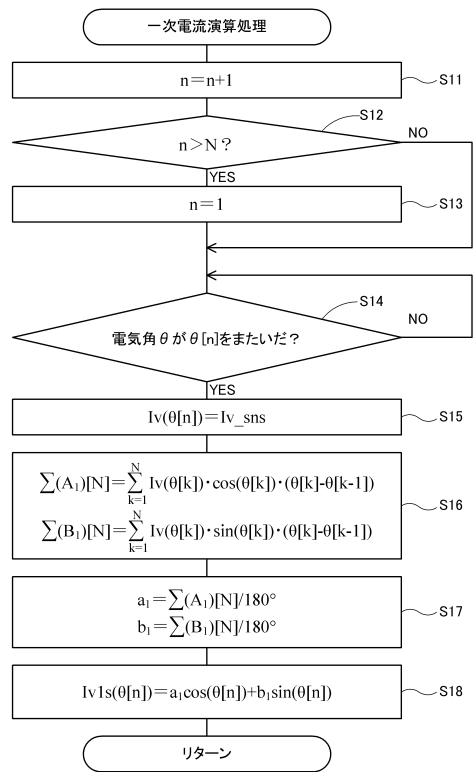 一次電流演算処理
n=n+1
S11
n>N?
S12
NO
YES
n=1
S13
電気角θがθ[n]をまたいだ?
S14
NO
YES
Iv(θ[n])=Iv_sns
S15
∑(A₁)[N]=∑ᴺₖ₌₁ Iv(θ[k])・cos(θ[k])・(θ[k]-θ[k-1])
∑(B₁)[N]=∑ᴺₖ₌₁ Iv(θ[k])・sin(θ[k])・(θ[k]-θ[k-1])
S16
a₁=∑(A₁)[N]/180°
b₁=∑(B₁)[N]/180°
S17
Iv1s(θ[n])=a₁cos(θ[n])+b₁sin(θ[n])
S18
リターン